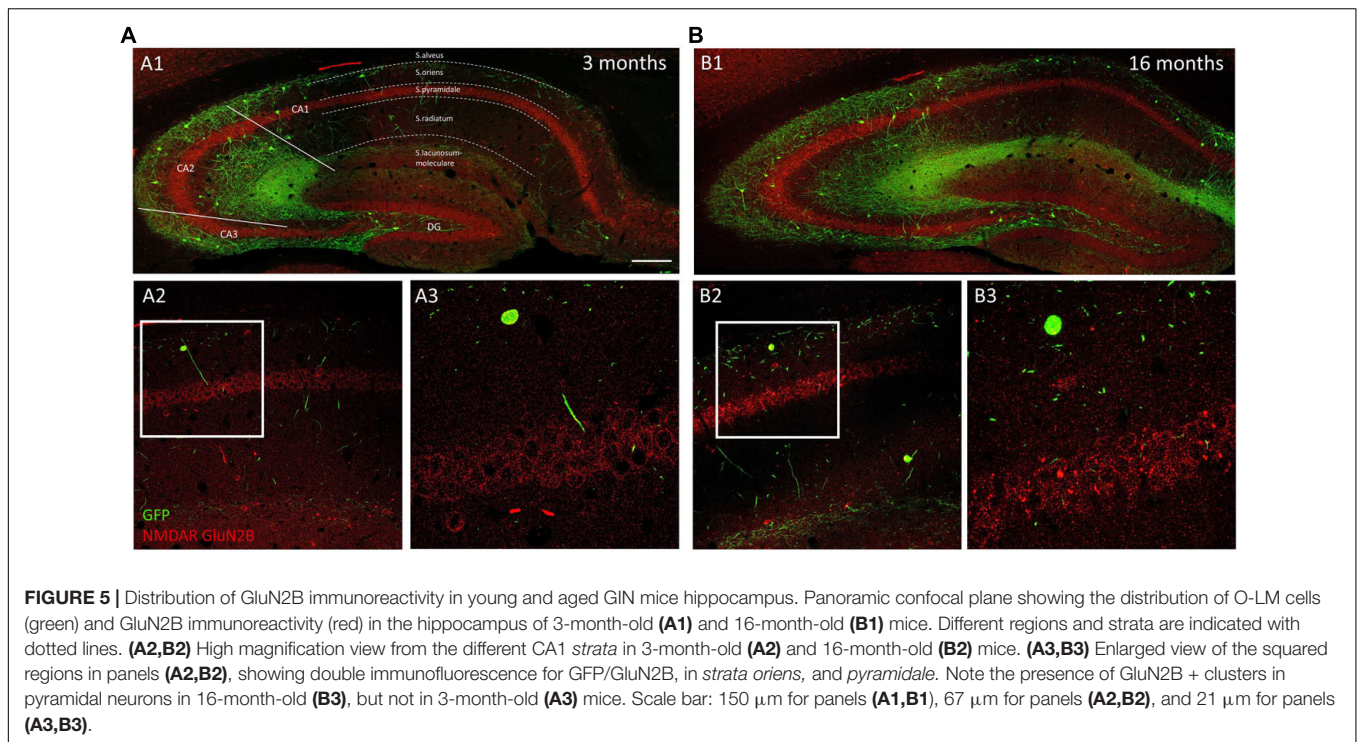 A
B
A1
3 months
S.alveus
S.oriens
S.pyramidale
CA1
S.radiatum
S.lacunosum-
moleculare
CA2
CA3
DG
B1
16 months
A2
GFP
NMDAR GluN2B
A3
B2
B3
FIGURE 5 | Distribution of GluN2B immunoreactivity in young and aged GIN mice hippocampus. Panoramic confocal plane showing the distribution of O-LM cells
(green) and GluN2B immunoreactivity (red) in the hippocampus of 3-month-old (A1) and 16-month-old (B1) mice. Different regions and strata are indicated with
dotted lines. (A2,B2) High magnification view from the different CA1 strata in 3-month-old (A2) and 16-month-old (B2) mice. (A3,B3) Enlarged view of the squared
regions in panels (A2,B2), showing double immunofluorescence for GFP/GluN2B, in strata oriens, and pyramidale. Note the presence of GluN2B + clusters in
pyramidal neurons in 16-month-old (B3), but not in 3-month-old (A3) mice. Scale bar: 150 μm for panels (A1,B1), 67 μm for panels (A2,B2), and 21 μm for panels
(A3,B3).